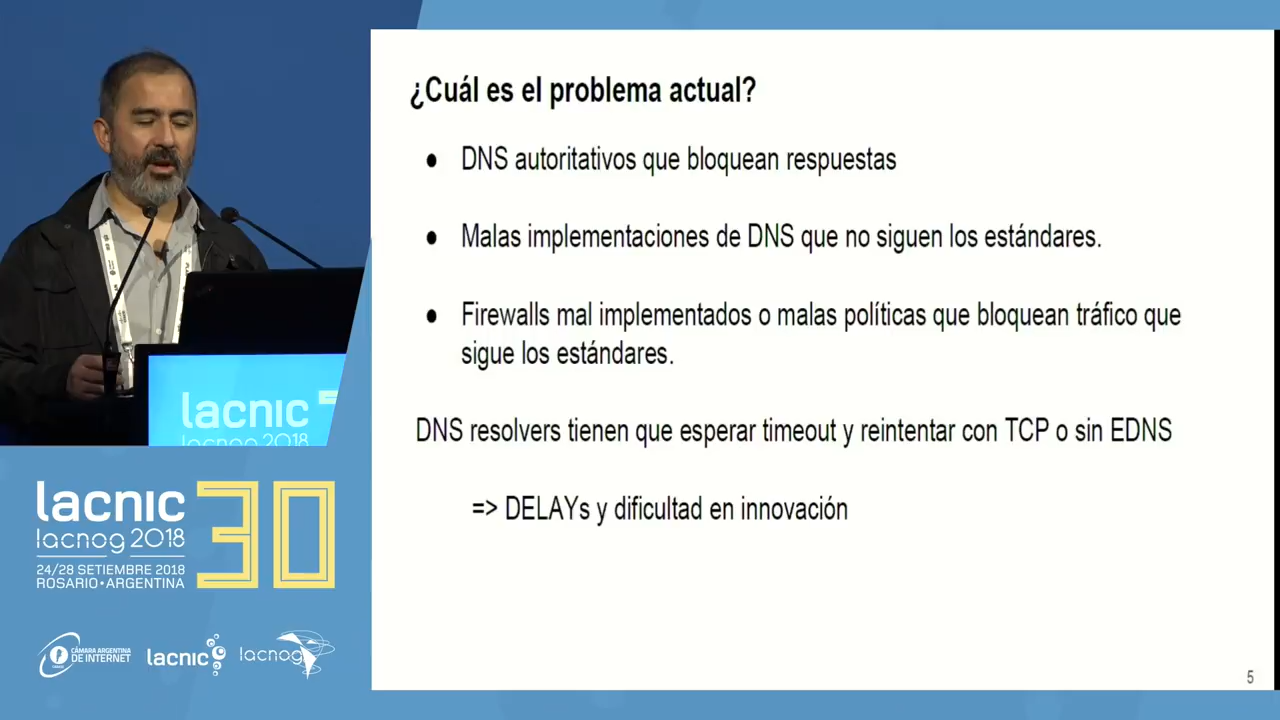 ¿Cuál es el problema actual?
● DNS autoritativos que bloquean respuestas
● Malas implementaciones de DNS que no siguen los estándares.
● Firewalls mal implementados o malas políticas que bloquean tráfico que
sigue los estándares.
DNS resolvers tienen que esperar timeout y reintentar con TCP o sin EDNS
=> DELAYs y dificultad en innovación
5
lacnic
lacnog 2018
lacnic 30
lacnog 2018
24/28 SETIEMBRE 2018
ROSARIO•ARGENTINA
CÁMARA ARGENTINA
DE INTERNET
lacnic
lacnog